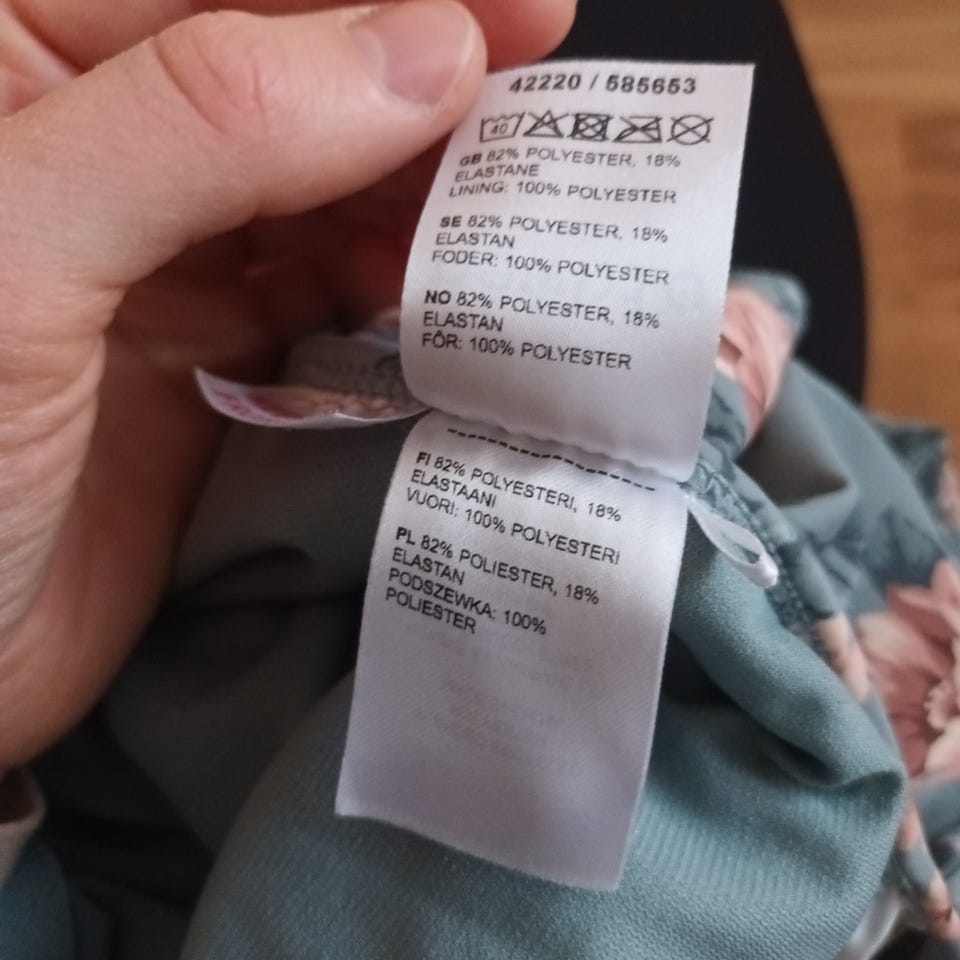 42220 / 585653
40
GB 82% POLYESTER, 18%
ELASTANE
LINING: 100% POLYESTER
SE 82% POLYESTER, 18%
ELASTAN
FODER: 100% POLYESTER
NO 82% POLYESTER, 18%
ELASTAN
FÔR: 100% POLYESTER
FI 82% POLYESTERI, 18%
ELASTAANI
VUORI: 100% POLYESTERI
PL 82% POLIESTER, 18%
ELASTAN
PODSZEWKA: 100%
POLIESTER